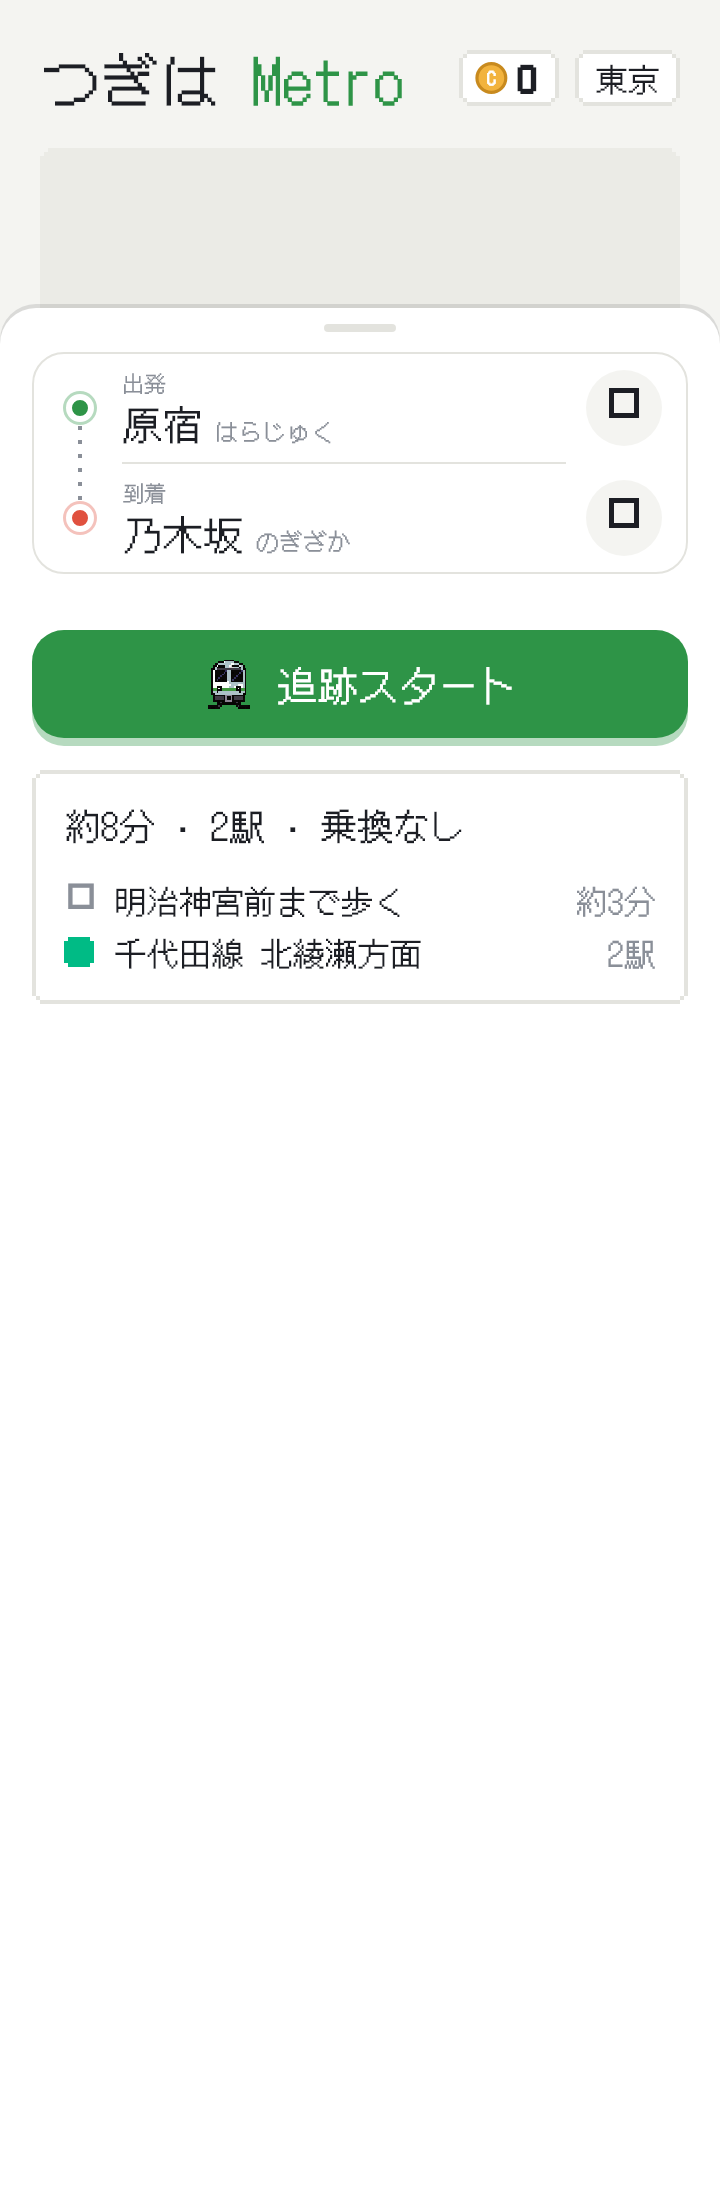 つぎは Metro
C 0
東京
出発
原宿 はらじゅく
到着
乃木坂 のぎざか
追跡スタート
約8分 · 2駅 · 乗換なし
明治神宮前まで歩く 約3分
千代田線 北綾瀬方面 2駅